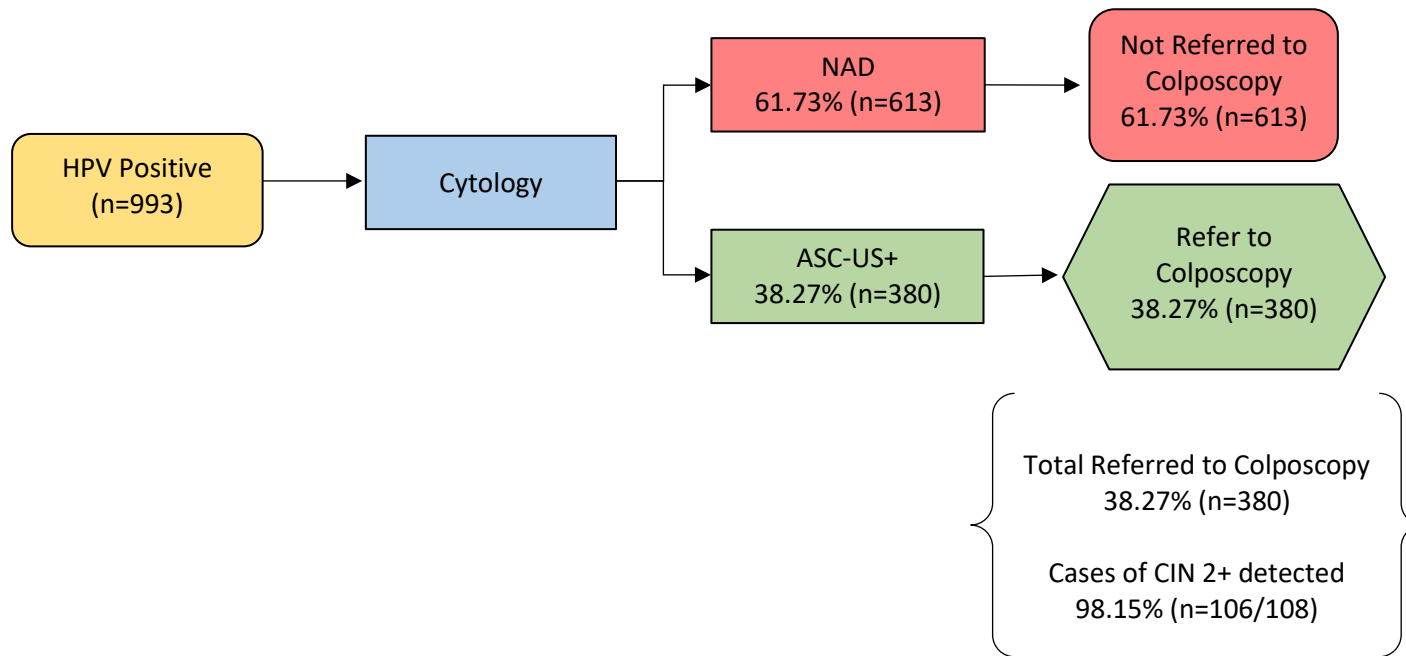 HPV Positive
(n=993)
Cytology
NAD
61.73% (n=613)
Not Referred to
Colposcopy
61.73% (n=613)
ASC-US+
38.27% (n=380)
Refer to
Colposcopy
38.27% (n=380)
Total Referred to Colposcopy
38.27% (n=380)
Cases of CIN 2+ detected
98.15% (n=106/108)